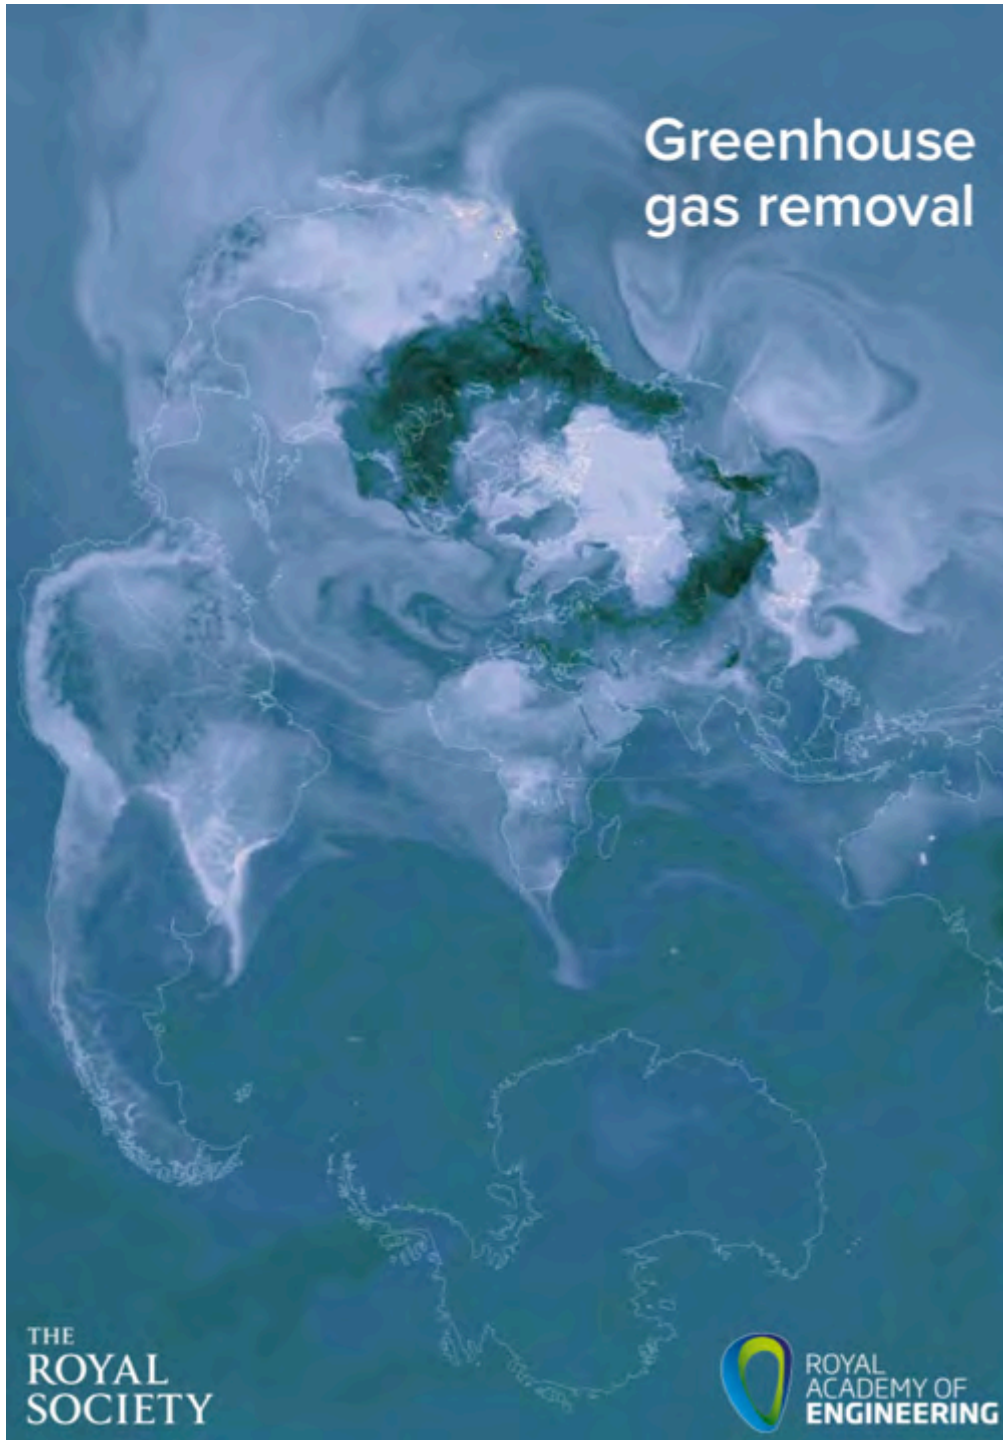 Greenhouse
gas removal
THE
ROYAL
SOCIETY
ROYAL
ACADEMY OF
ENGINEERING